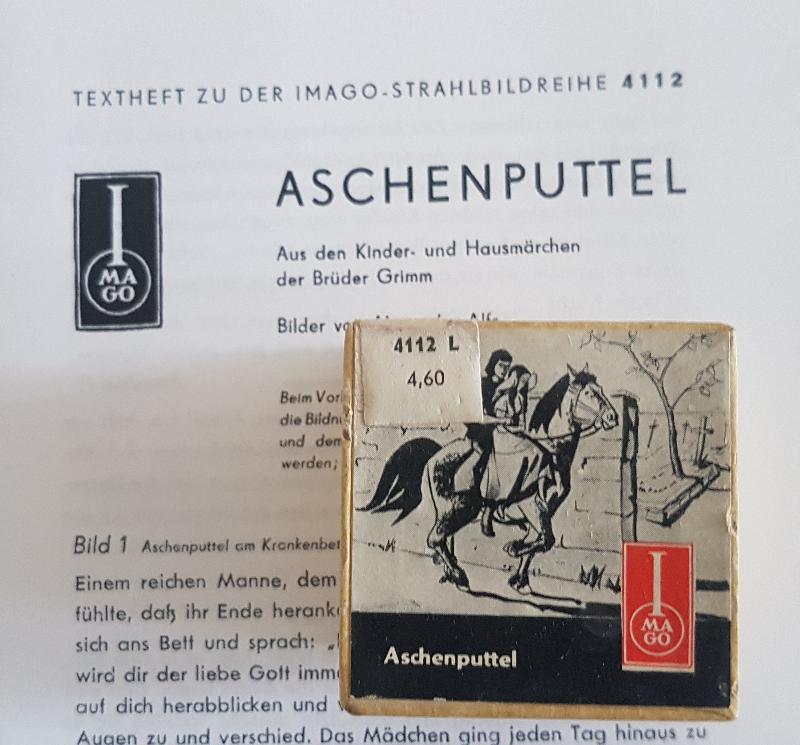 TEXTHEFT ZU DER IMAGO-STRAHLBILDREIHE 4112
ASCHENPUTTEL
I
MA
GO
Aus den Kinder- und Hausmärchen
der Brüder Grimm
Bilder
4112 L
4,60
Beim
die
und
werden;
Bild 1 Aschenputtel am
Einem reichen Manne, dem
fühlte, daß ihr Ende
sich ans Bett und sprach: „
wird dir der liebe Gott
auf dich herabblicken und
Augen zu und verschied. Das Mädchen ging jeden Tag hinaus zu
I
MA
GO
Aschenputtel